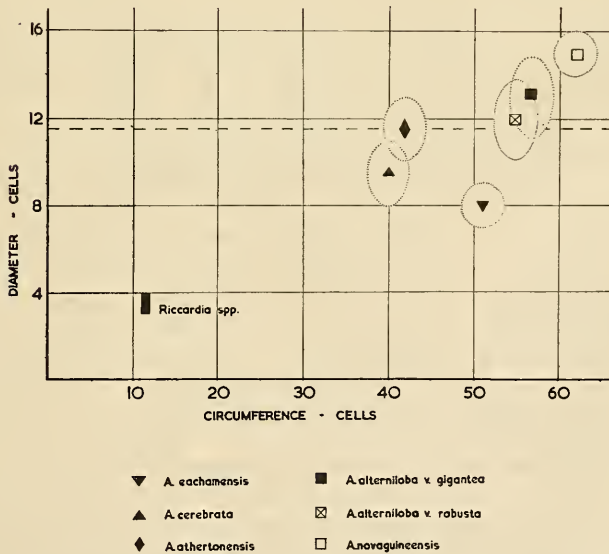 16
12
8
4
DIAMETER - CELLS
Riccardia spp.
10 20 30 40 50 60
CIRCUMFERENCE - CELLS
A. eachamensis
A. cerebrata
A. athertonensis
A. alterniloba v. gigantea
A. alterniloba v. robusta
A. novaguineensis